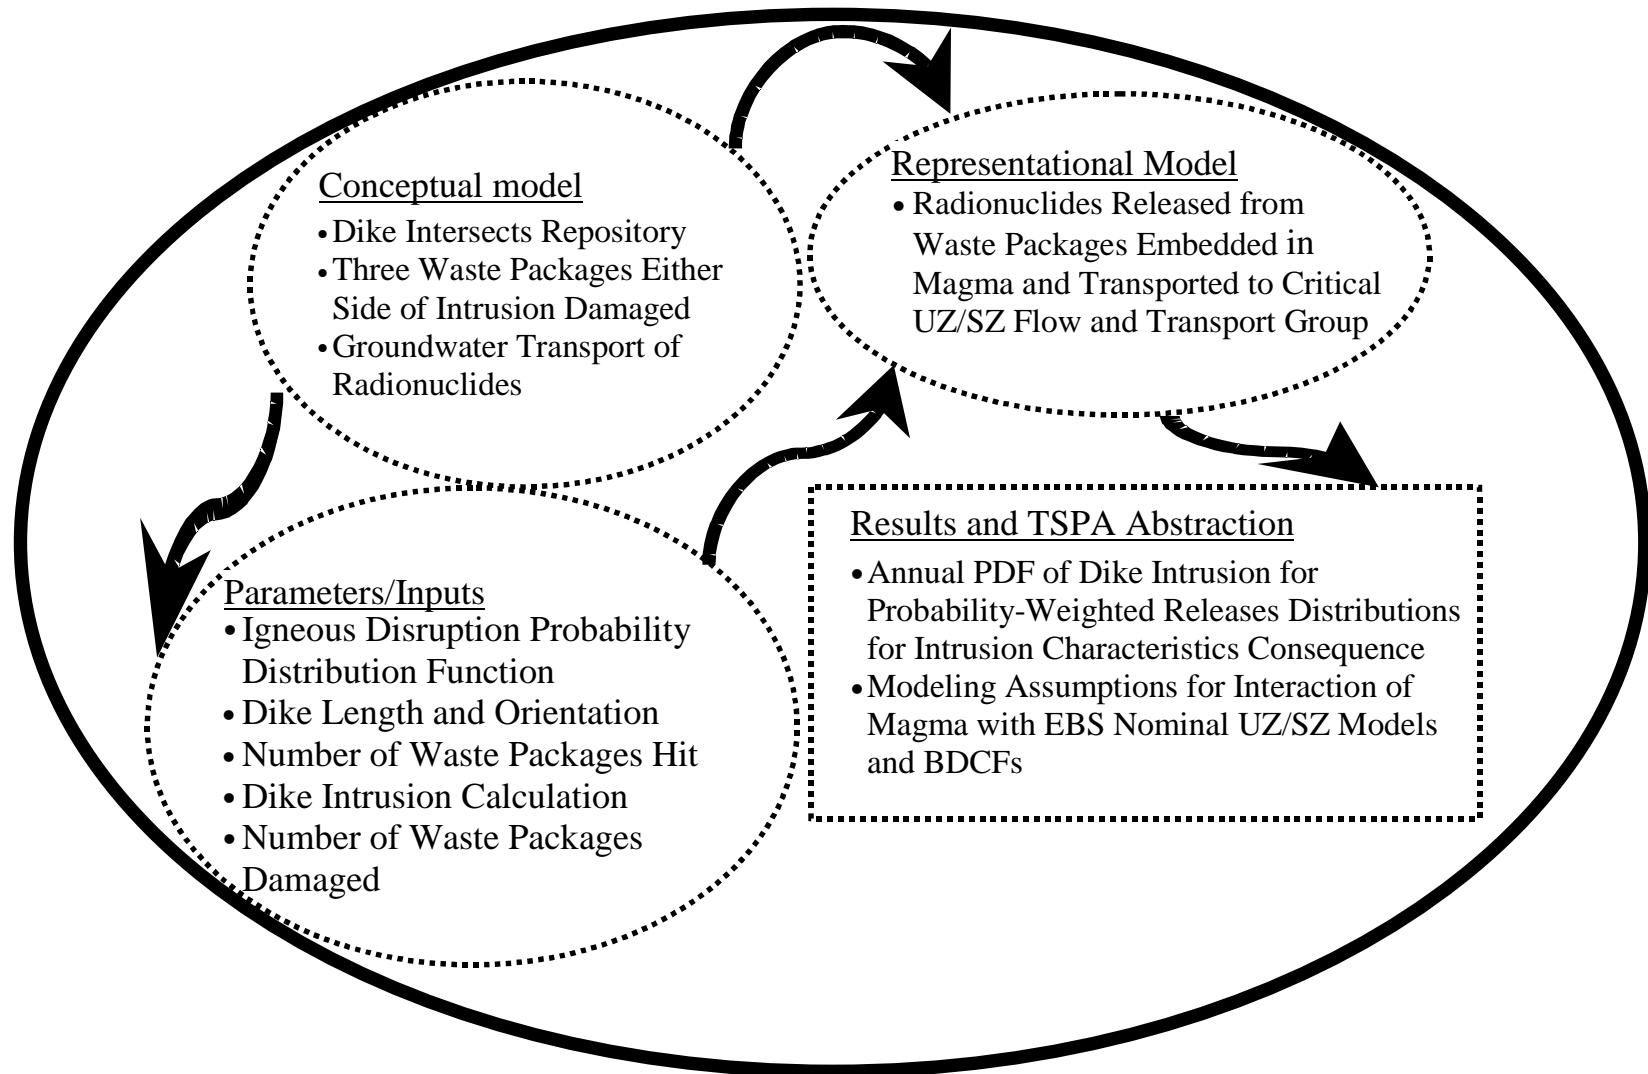 Conceptual model
•Dike Intersects Repository
•Three Waste Packages Either
Side of Intrusion Damaged
•Groundwater Transport of
Radionuclides
Representational Model
• Radionuclides Released from
Waste Packages Embedded in
Magma and Transported to Critical
UZ/SZ Flow and Transport Group
Parameters/Inputs
• Igneous Disruption Probability
Distribution Function
• Dike Length and Orientation
• Number of Waste Packages Hit
• Dike Intrusion Calculation
• Number of Waste Packages
Damaged
Results and TSPA Abstraction
•Annual PDF of Dike Intrusion for
Probability-Weighted Releases Distributions
for Intrusion Characteristics Consequence
•Modeling Assumptions for Interaction of
Magma with EBS Nominal UZ/SZ Models
and BDCFs